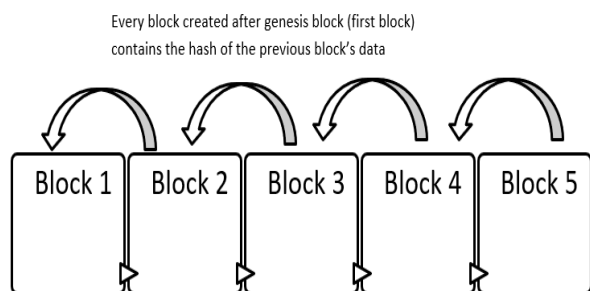 Every block created after genesis block (first block)
contains the hash of the previous block's data
Block 1 Block 2 Block 3 Block 4 Block 5